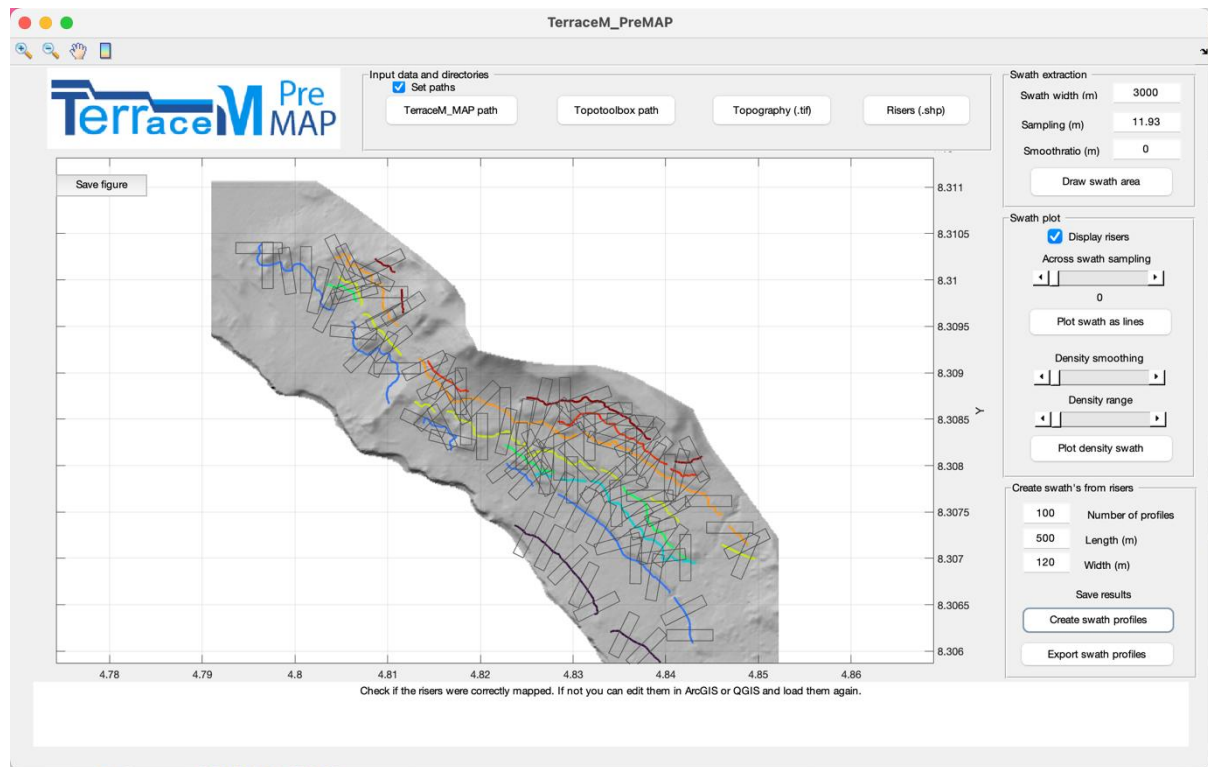 TerraceM_PreMAP
TerraceM Pre
MAP
Input data and directories
Set paths
TerraceM_MAP path
Topotoolbox path
Topography (.tif)
Risers (.shp)
Swath extraction
Swath width (m)
3000
Sampling (m)
11.93
Smoothratio (m)
0
Draw swath area
Save figure
8.311
8.3105
8.31
8.3095
8.309
8.3085
8.308
8.3075
8.307
8.3065
8.306
Y
4.78
4.79
4.8
4.81
4.82
4.83
4.84
4.85
4.86
Swath plot
Display risers
Across swath sampling
0
Plot swath as lines
Density smoothing
Density range
Plot density swath
Create swath's from risers
100 Number of profiles
500 Length (m)
120 Width (m)
Save results
Create swath profiles
Export swath profiles
Check if the risers were correctly mapped. If not you can edit them in ArcGIS or QGIS and load them again.